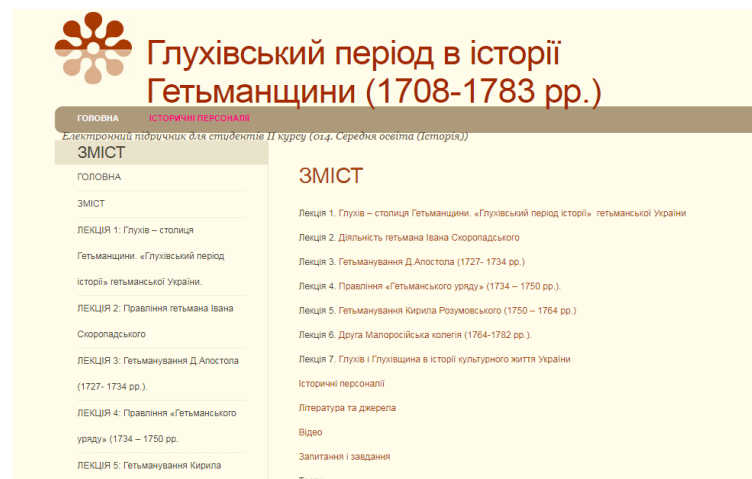 Глухівський період в історії
Гетьманщини (1708-1783 рр.)
ГОЛОВНА ІСТОРИЧНІ ПЕРСОНАЛІЇ
Електронний підручник для студентів ІІ курсу (014. Середня освіта (Історія))
ЗМІСТ
ГОЛОВНА
ЗМІСТ
ЛЕКЦІЯ 1: Глухів – столиця
Гетьманщини. «Глухівський період
історії» гетьманської України.
ЛЕКЦІЯ 2: Правління гетьмана Івана
Скоропадського
ЛЕКЦІЯ 3: Гетьманування Д.Апостола
(1727- 1734 рр.).
ЛЕКЦІЯ 4: Правління «Гетьманського
уряду» (1734 – 1750 рр.
ЛЕКЦІЯ 5: Гетьманування Кирила
ЗМІСТ
Лекція 1. Глухів – столиця Гетьманщини. «Глухівський період історії» гетьманської України
Лекція 2. Діяльність гетьмана Івана Скоропадського
Лекція 3. Гетьманування Д.Апостола (1727- 1734 рр.)
Лекція 4. Правління «Гетьманського уряду» (1734 – 1750 рр.).
Лекція 5. Гетьманування Кирила Розумовського (1750 – 1764 рр.)
Лекція 6. Друга Малоросійська колегія (1764-1782 рр.).
Лекція 7. Глухів і Глухівщина в історії культурного життя України
Історичні персоналії
Література та джерела
Відео
Запитання і завдання